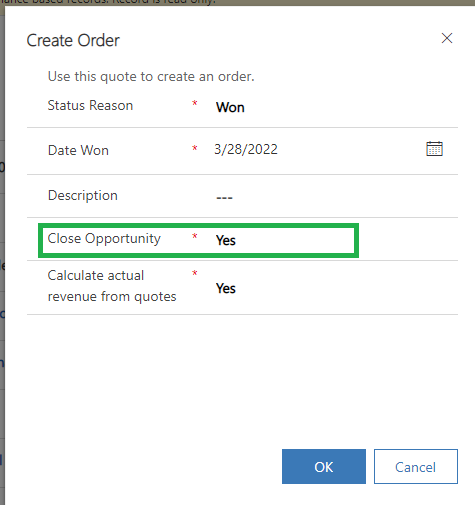 nance based records. Record is read only.
Create Order
Use this quote to create an order.
Status Reason * Won
Date Won * 3/28/2022
Description ---
Close Opportunity * Yes
Calculate actual *
revenue from quotes Yes
OK Cancel